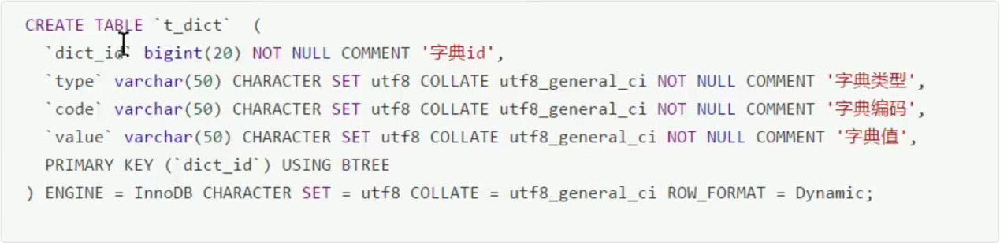 CREATE TABLE `t_dict`  (
  `dict_id` bigint(20) NOT NULL COMMENT '字典id',
  `type` varchar(50) CHARACTER SET utf8 COLLATE utf8_general_ci NOT NULL COMMENT '字典类型',
  `code` varchar(50) CHARACTER SET utf8 COLLATE utf8_general_ci NOT NULL COMMENT '字典编码',
  `value` varchar(50) CHARACTER SET utf8 COLLATE utf8_general_ci NOT NULL COMMENT '字典值',
  PRIMARY KEY (`dict_id`) USING BTREE
) ENGINE = InnoDB CHARACTER SET = utf8 COLLATE = utf8_general_ci ROW_FORMAT = Dynamic;